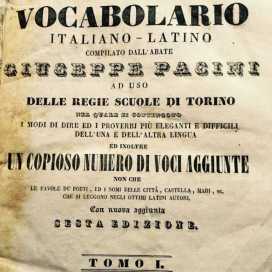 VOCABOLARIO
ITALIANO-LATINO
COMPILATO DALL'ABATE
GIUSEPPE PASINI
AD USO
DELLE REGIE SCUOLE DI TORINO
NEL QUALE SI CONTENGONO
I MODI DI DIRE ED I PROVERBI PIÙ ELEGANTI E DIFFICILI
DELL'UNA E DELL'ALTRA LINGUA
ED INOLTRE
UN COPIOSO NUMERO DI VOCI AGGIUNTE
NON CHE
LE FAVOLE DE' POETI, ED I NOMI DELLE CITTÀ, CASTELLA, MARI, ec.
CHE SI LEGGONO NEGLI OTTIMI LATINI AUTORI.
Con nuova aggiunta
SESTA EDIZIONE.
TOMO I.